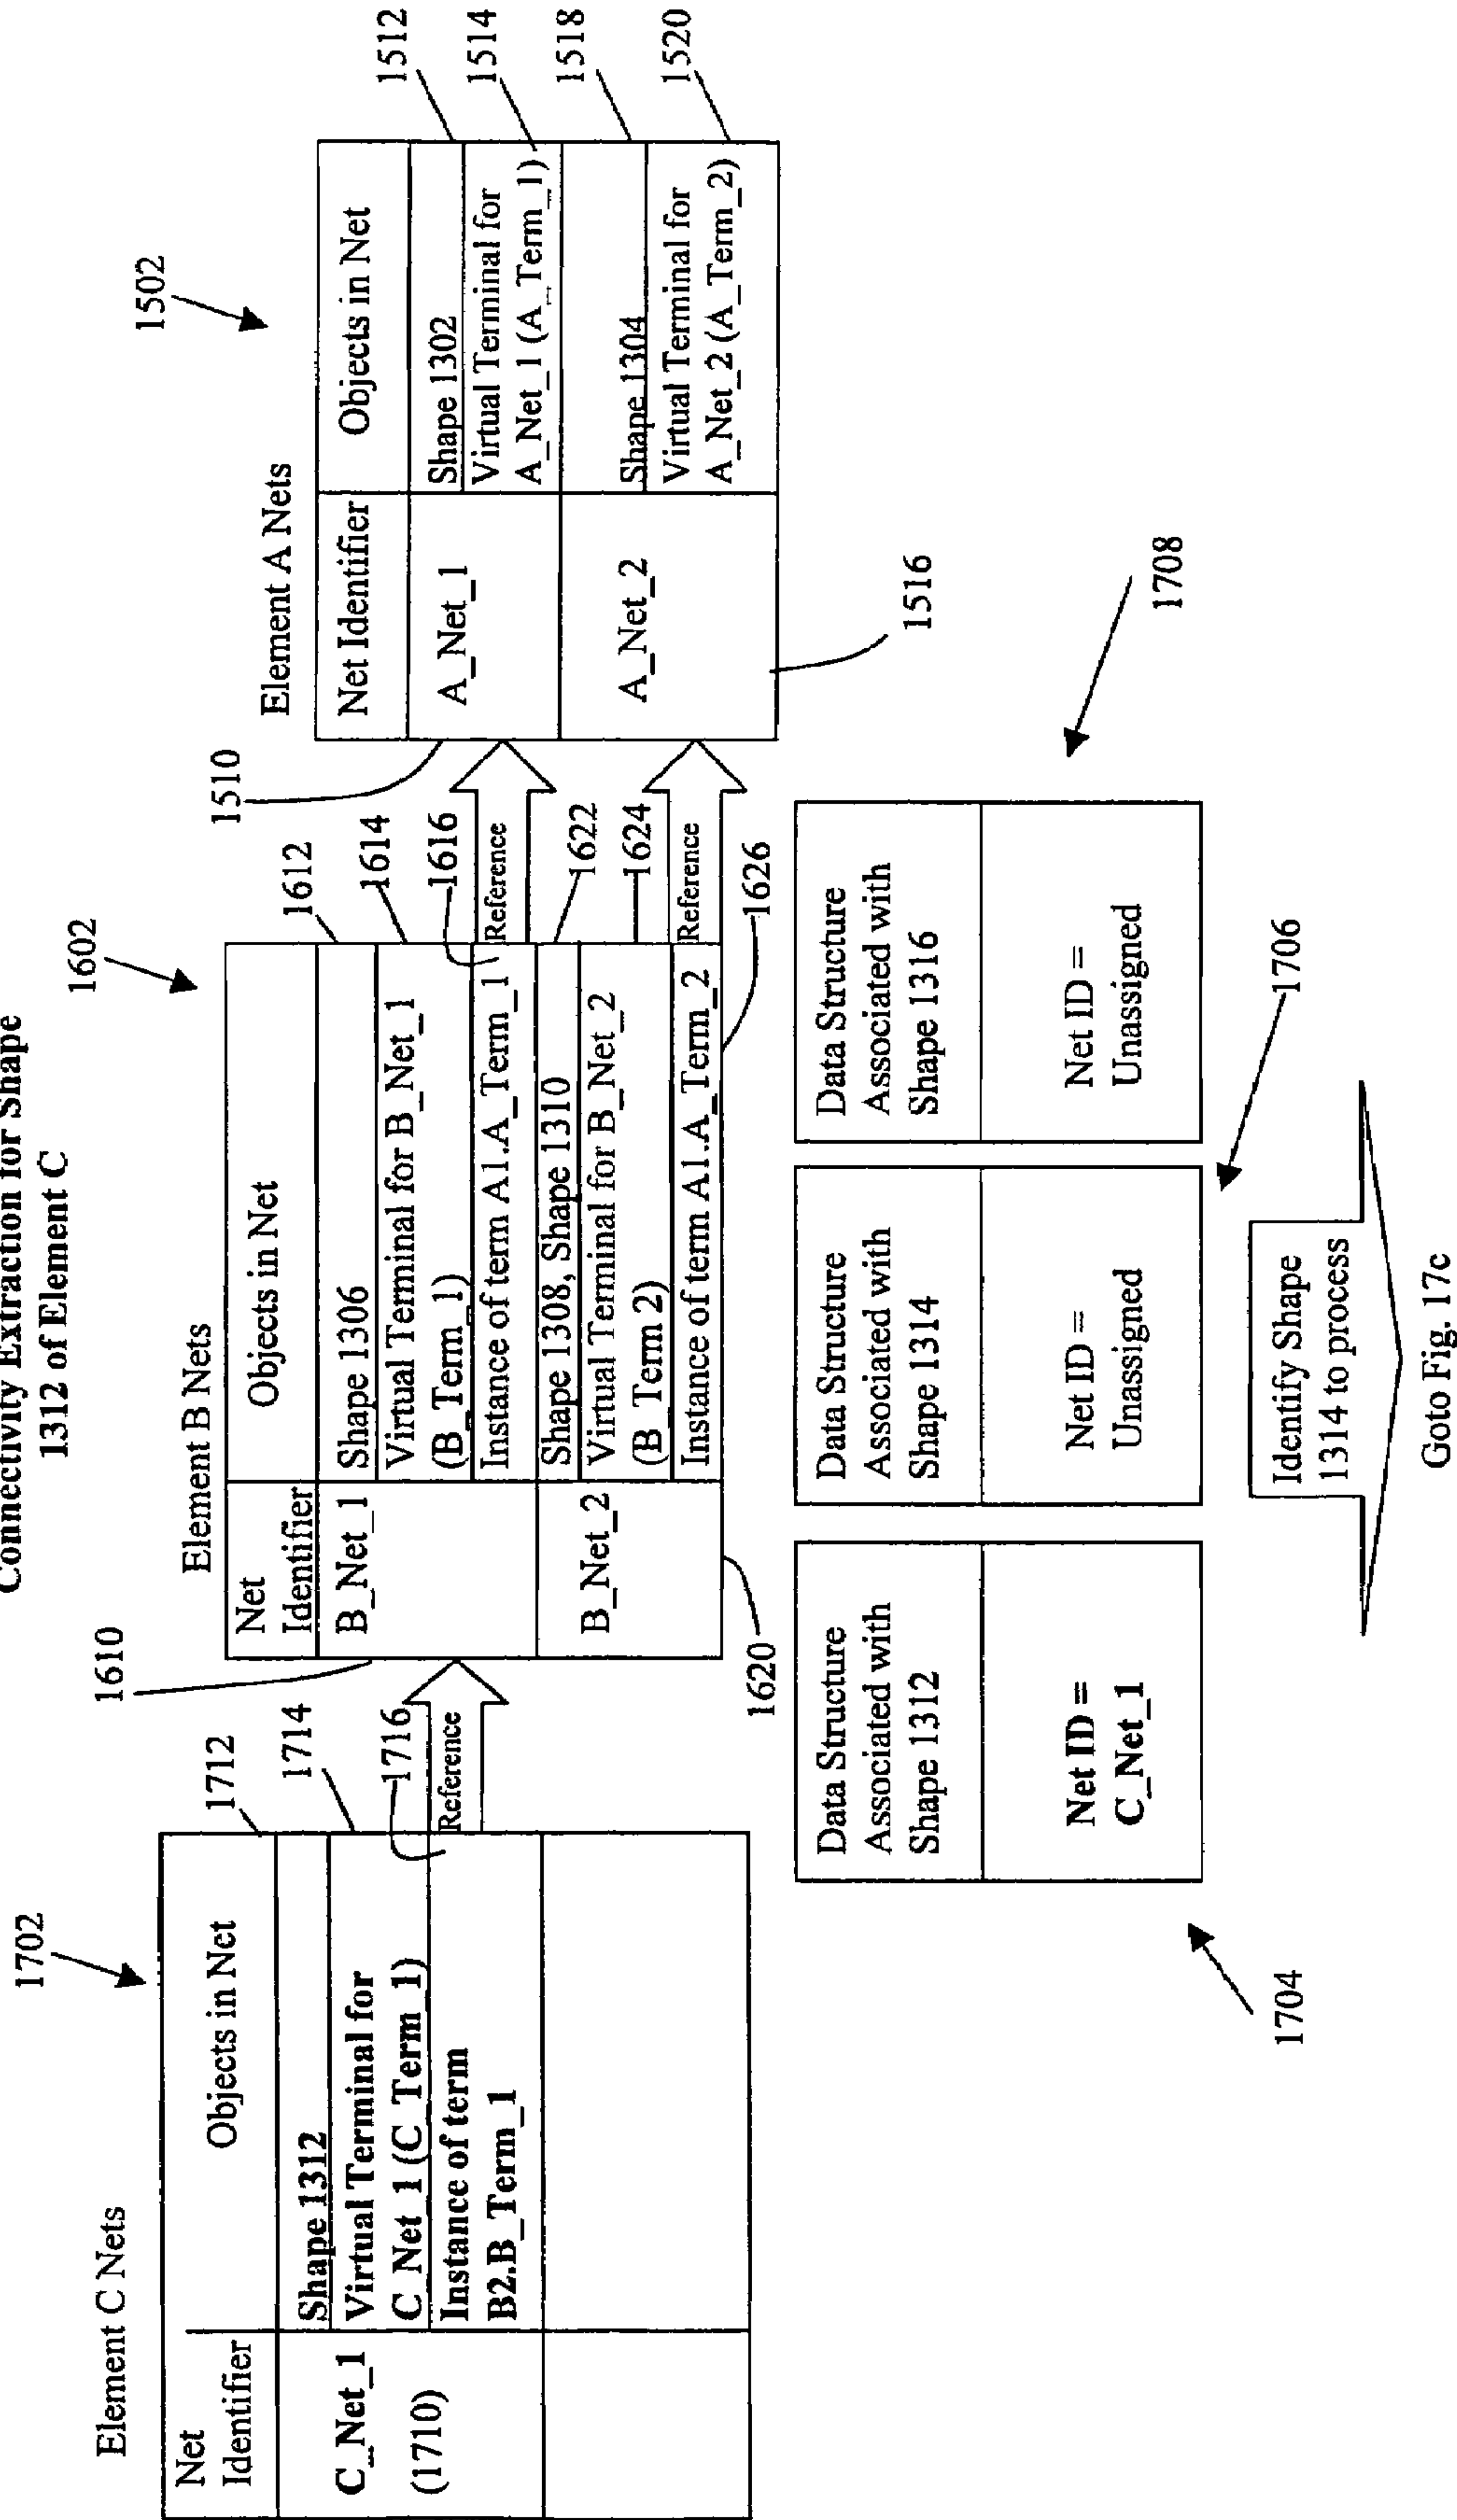 Connectivity Extraction for Shape
1312 of Element C
1702
Element C Nets
Net
Identifier
Objects in Net
1712
C_Net_1
(1710)
Shape 1312
Virtual Terminal for
C_Net_1 (C_Term_1)
1714
Instance of term
B2.B_Term_1
1716
Reference
1602
Element B Nets
1610
Net
Identifier
Objects in Net
B_Net_1
Shape 1306
1612
Virtual Terminal for B_Net_1
(B_Term_1)
1614
Instance of term A1.A_Term_1
1616
Reference
B_Net_2
Shape 1308, Shape 1310
1622
Virtual Terminal for B_Net_2
(B_Term 2)
1624
Instance of term A1.A_Term_2
1626
Reference
1620
1502
Element A Nets
1510
Net Identifier
Objects in Net
A_Net_1
Shape 1302
1512
Virtual Terminal for
A_Net_1 (A_Term_1)
1514
A_Net_2
Shape 1304
1518
Virtual Terminal for
A_Net_2 (A_Term_2)
1520
1516
Data Structure
Associated with
Shape 1312
Net ID =
C_Net_1
1704
Data Structure
Associated with
Shape 1314
Net ID =
Unassigned
1706
Data Structure
Associated with
Shape 1316
Net ID =
Unassigned
1708
Identify Shape
1314 to process
Goto Fig. 17c